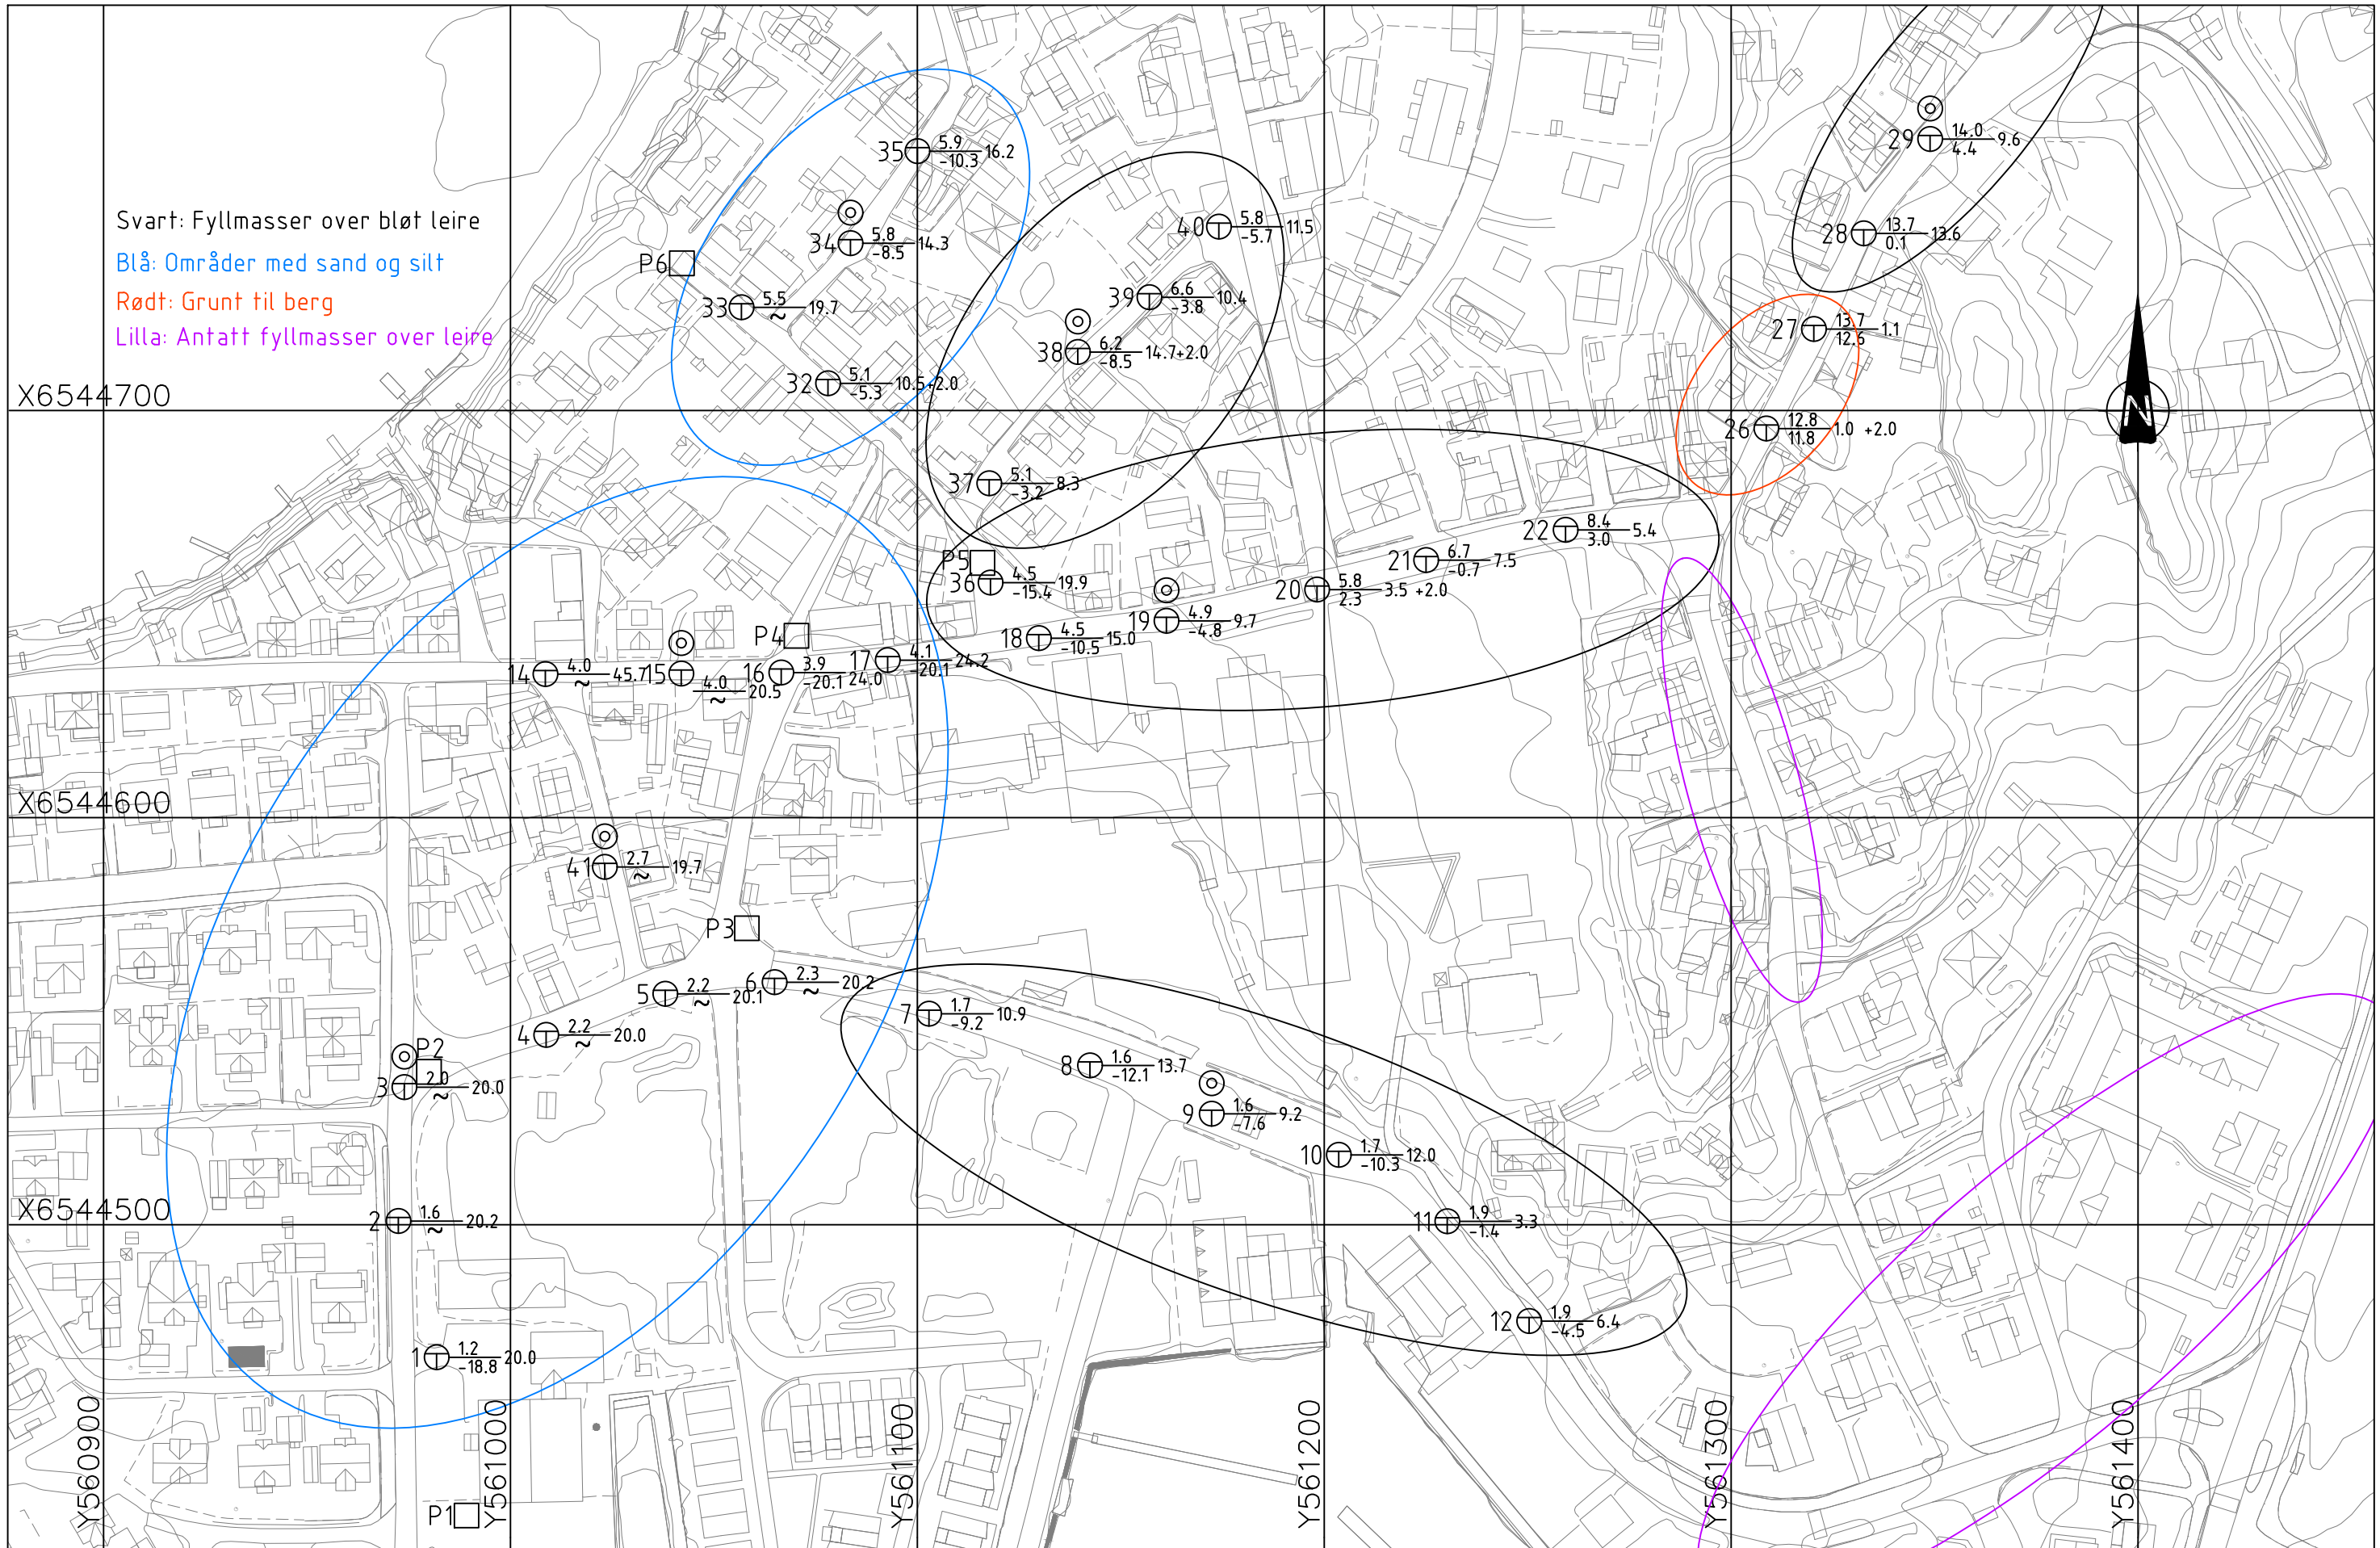 35 5.9 -10.3 16.2
29 14.0 4.4 9.6
Svart: Fyllmasser over bløt leire
34 5.8 -8.5 14.3
40 5.8 -5.7 11.5
28 13.7 0.1 13.6
Blå: Områder med sand og silt
P6
Rødt: Grunt til berg
33 5.5 ~ 19.7
39 6.6 -3.8 10.4
Lilla: Antatt fyllmasser over leire
27 13.7 12.6 1.1
38 6.2 -8.5 14.7+2.0
32 5.1 -5.3 10.5+2.0
X6544700
N
26 12.8 11.8 1.0 +2.0
37 5.1 -3.2 8.3
22 8.4 3.0 5.4
P5
21 6.7 -0.7 7.5
36 4.5 -15.4 19.9
20 5.8 2.3 3.5 +2.0
P4
18 4.5 -10.5 15.0
19 4.9 -4.8 9.7
14 4.0 ~ 45.7
15 4.0 ~ 20.5
16 3.9 -20.1 24.0
17 4.1 -20.1 24.2
X6544600
41 2.7 ~ 19.7
P3
5 2.2 ~ 20.1
6 2.3 ~ 20.2
7 1.7 -9.2 10.9
4 2.2 ~ 20.0
P2
8 1.6 -12.1 13.7
3 2.0 ~ 20.0
9 1.6 -7.6 9.2
10 1.7 -10.3 12.0
X6544500
2 1.6 ~ 20.2
11 1.9 -1.4 3.3
12 1.9 -4.5 6.4
1 1.2 -18.8 20.0
P1
Y560900
Y561000
Y561100
Y561200
Y561300
Y561400